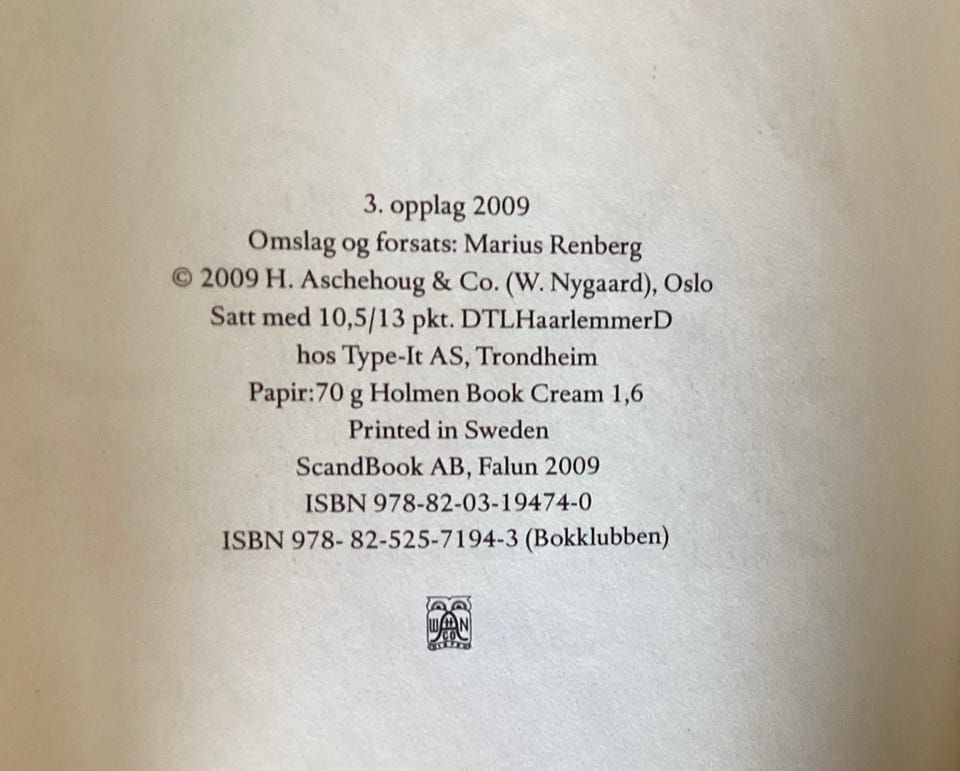 3. opplag 2009
Omslag og forsats: Marius Renberg
© 2009 H. Aschehoug & Co. (W. Nygaard), Oslo
Satt med 10,5/13 pkt. DTLHaarlemmerD
hos Type-It AS, Trondheim
Papir:70 g Holmen Book Cream 1,6
Printed in Sweden
ScandBook AB, Falun 2009
ISBN 978-82-03-19474-0
ISBN 978- 82-525-7194-3 (Bokklubben)